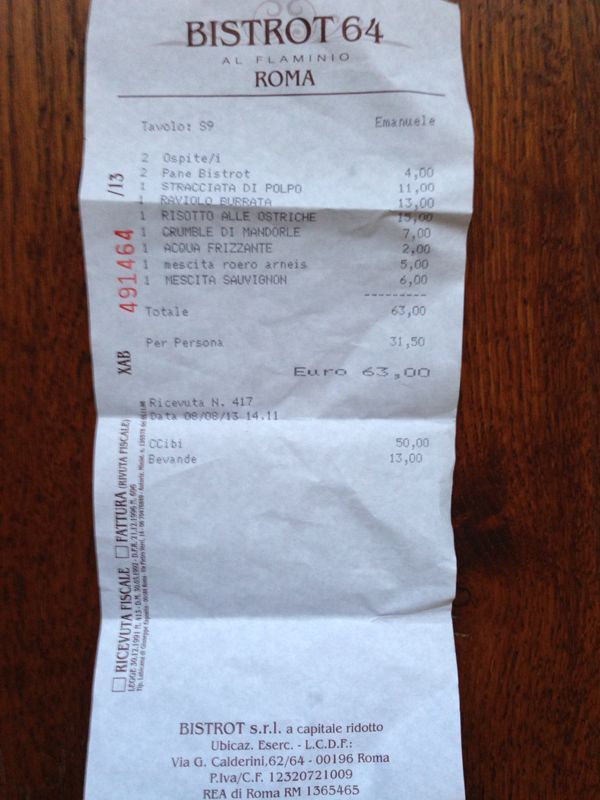 BISTROT 64
AL FLAMINIO
ROMA
Tavolo: S9 Emanuele
2 Ospite/i
2 Pane Bistrot 4,00
1 STRACCIATA DI POLPO 11,00
1 RAVIOLO BURRATA 13,00
1 RISOTTO ALLE OSTRICHE 15,00
1 CRUMBLE DI MANDORLE 7,00
1 ACQUA FRIZZANTE 2,00
1 mescita roero arneis 5,00
1 MESCITA SAUVIGNON 6,00
----------
Totale 63,00
Per Persona 31,50
Euro 63,00
Ricevuta N. 417
Data 08/08/13 14.11
CCibi 50,00
Bevande 13,00
XAB 491464 /13
RICEVUTA FISCALE FATTURA (RIVUTA FISCALE)
BISTROT s.r.l. a capitale ridotto
Ubicaz. Eserc. - L.C.D.F.:
Via G. Calderini,62/64 - 00196 Roma
P.Iva/C.F. 12320721009
REA di Roma RM 1365465